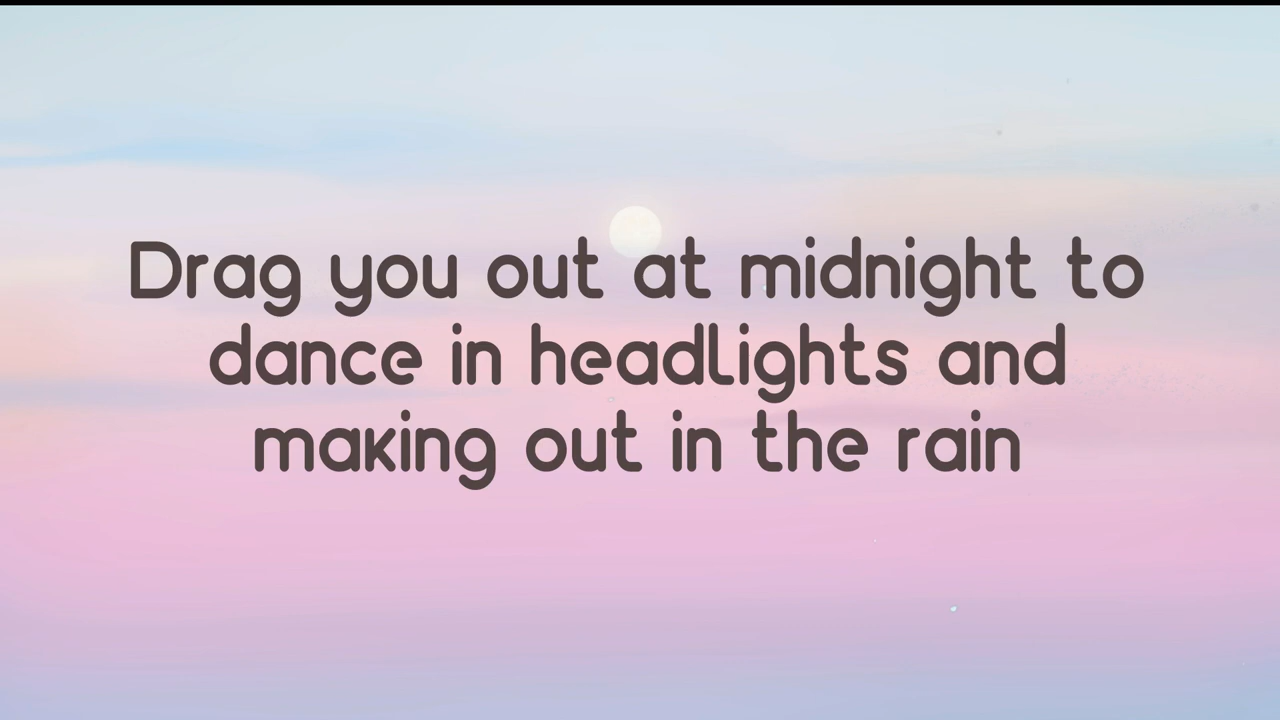 Drag you out at midnight to
dance in headlights and
making out in the rain